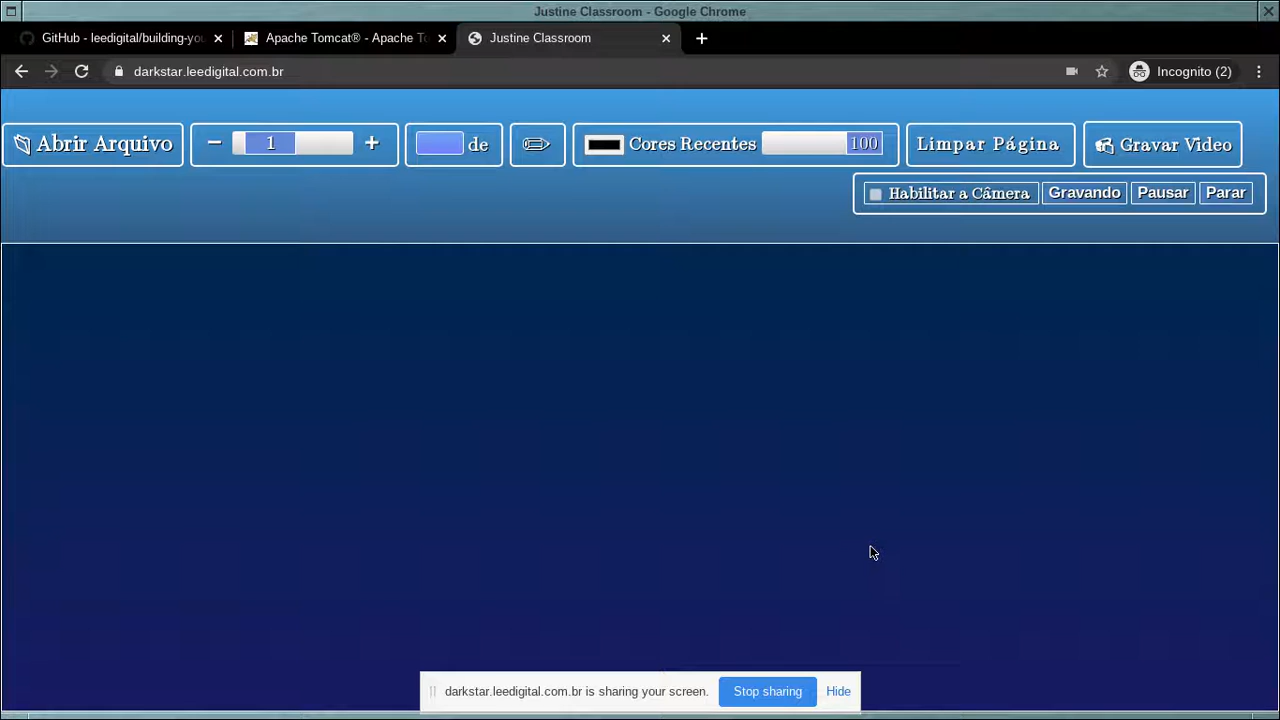 Justine Classroom - Google Chrome
GitHub - leedigital/building-you
Apache Tomcat® - Apache To
Justine Classroom
darkstar.leedigital.com.br
Incognito (2)
Abrir Arquivo
− 1 +
de
Cores Recentes 100
Limpar Página
Gravar Video
Habilitar a Câmera Gravando Pausar Parar
darkstar.leedigital.com.br is sharing your screen. Stop sharing Hide